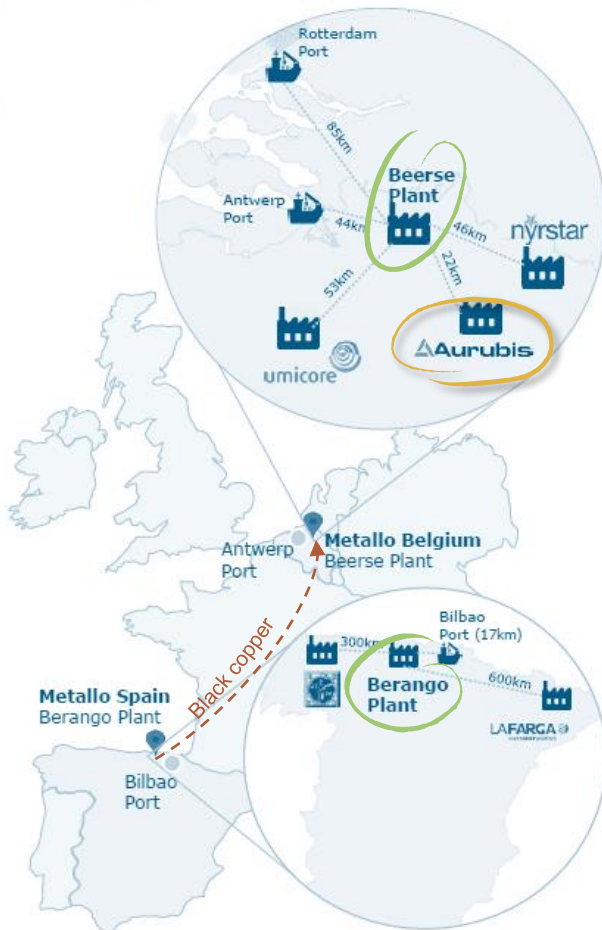 Rotterdam
Port
85km
Beerse
Plant
Antwerp
Port
44km
46km
nyrstar
22km
53km
Aurubis
umicore
Antwerp
Port
Metallo Belgium
Beerse Plant
Black copper
Bilbao
Port (17km)
300km
Berango
Plant
600km
LAFARGA
Metallo Spain
Berango Plant
Bilbao
Port